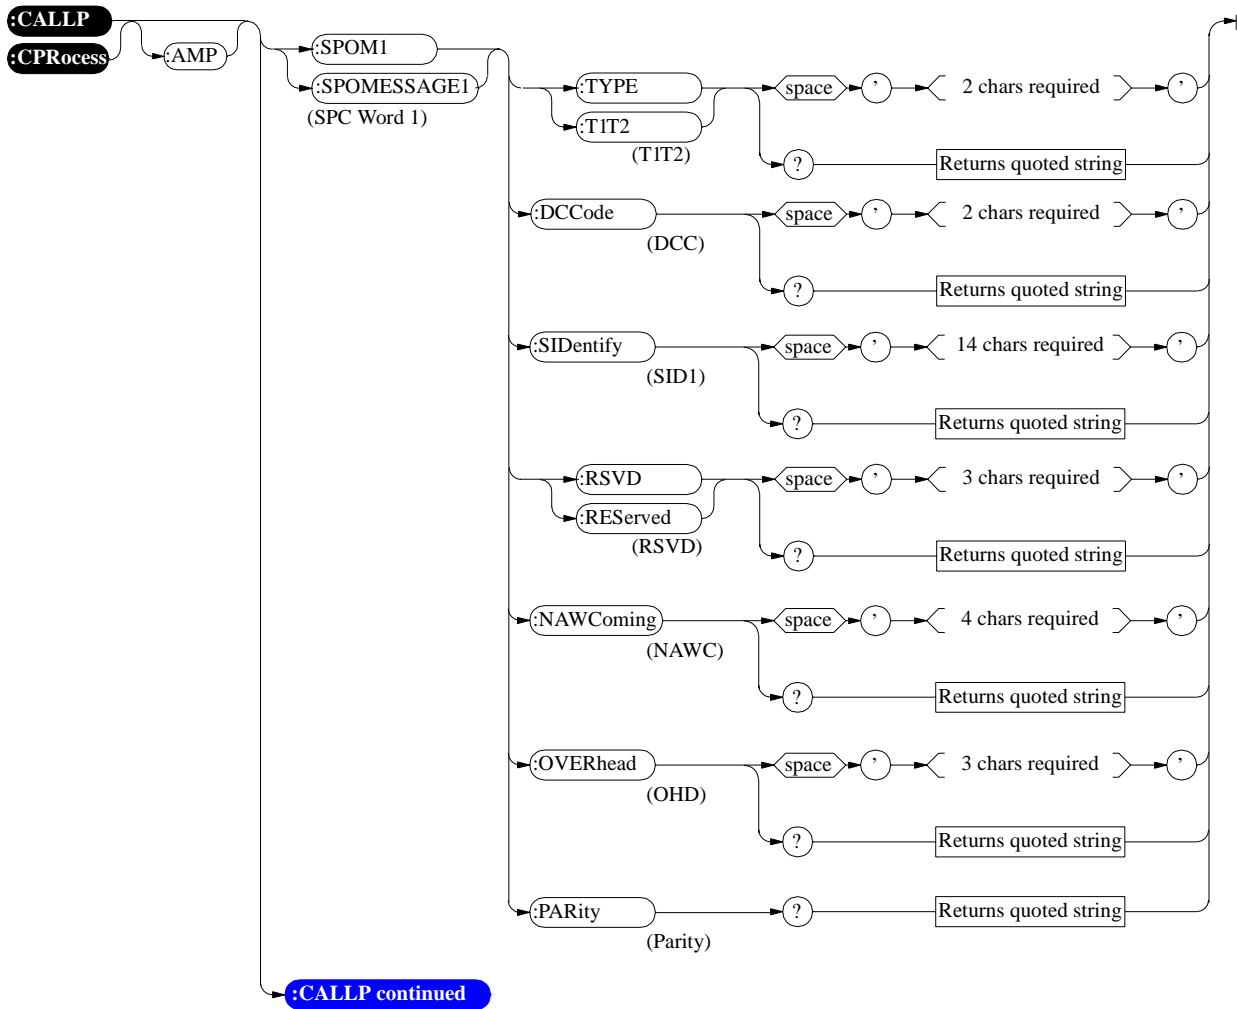 :CALLP
:CPRocess
:AMP
:SPOM1
:SPOMESSAGE1
(SPC Word 1)
:TYPE space ’ 2 chars required ’
:T1T2
(T1T2)
? Returns quoted string
:DCCode space ’ 2 chars required ’
(DCC)
? Returns quoted string
:SIDentify space ’ 14 chars required ’
(SID1)
? Returns quoted string
:RSVD space ’ 3 chars required ’
:REServed
(RSVD)
? Returns quoted string
:NAWComing space ’ 4 chars required ’
(NAWC)
? Returns quoted string
:OVERhead space ’ 3 chars required ’
(OHD)
? Returns quoted string
:PARity ? Returns quoted string
(Parity)
:CALLP continued